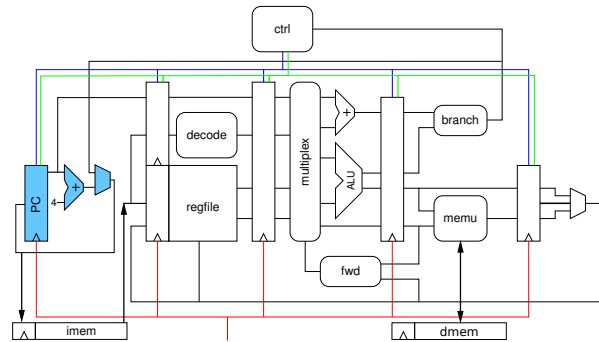 ctrl
decode
multiplex
+
ALU
branch
PC
4
+
regfile
memu
fwd
imem
dmem